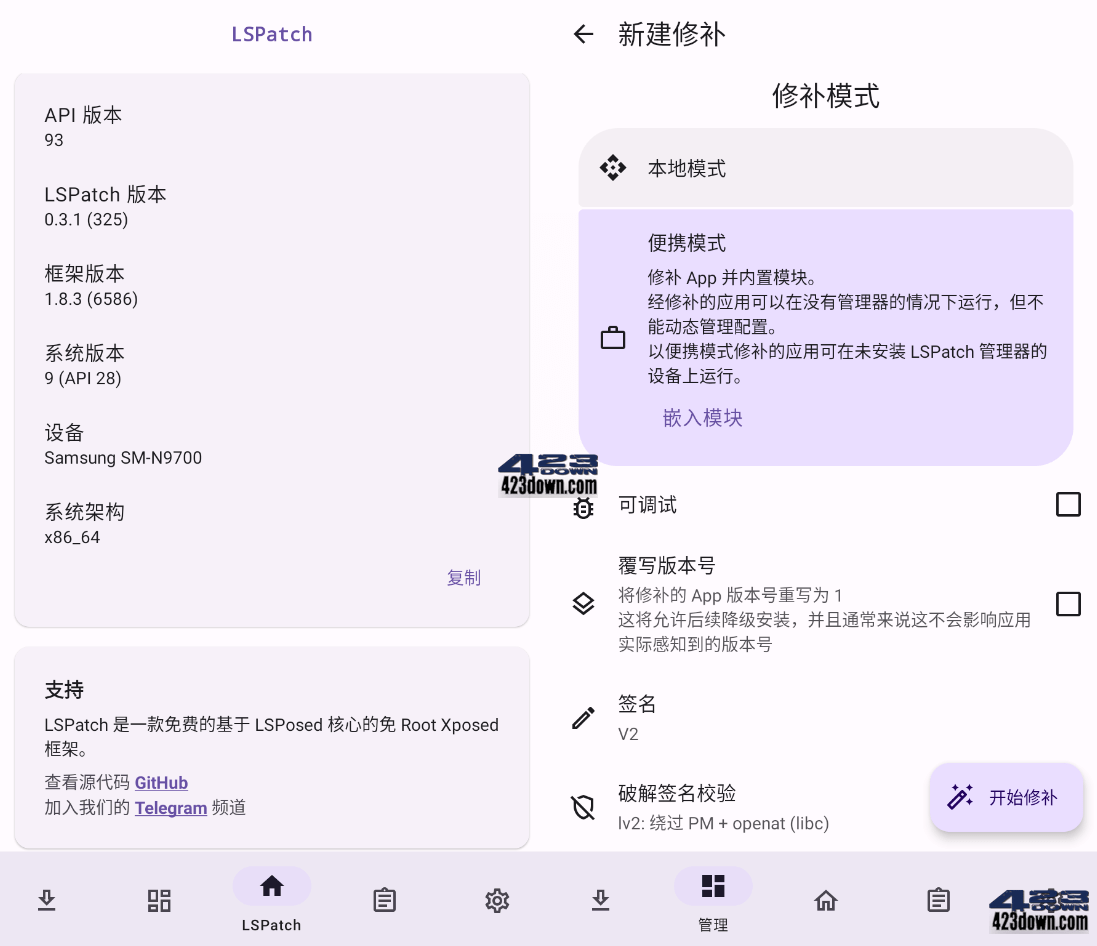 LSPatch
API 版本
93
LSPatch 版本
0.3.1 (325)
框架版本
1.8.3 (6586)
系统版本
9 (API 28)
设备
Samsung SM-N9700
系统架构
x86_64
复制
支持
LSPatch 是一款免费的基于 LSPosed 核心的免 Root Xposed
框架。
查看源代码 GitHub
加入我们的 Telegram 频道
LSPatch
新建修补
修补模式
本地模式
便携模式
修补 App 并内置模块。
经修补的应用可以在没有管理器的情况下运行，但不
能动态管理配置。
以便携模式修补的应用可在未安装 LSPatch 管理器的
设备上运行。
嵌入模块
可调试
覆写版本号
将修补的 App 版本号重写为 1
这将允许后续降级安装，并且通常来说这不会影响应用
实际感知到的版本号
签名
V2
破解签名校验
lv2: 绕过 PM + openat (libc)
开始修补
管理
423
DOWN
423down.com
423
DOWN
423down.com